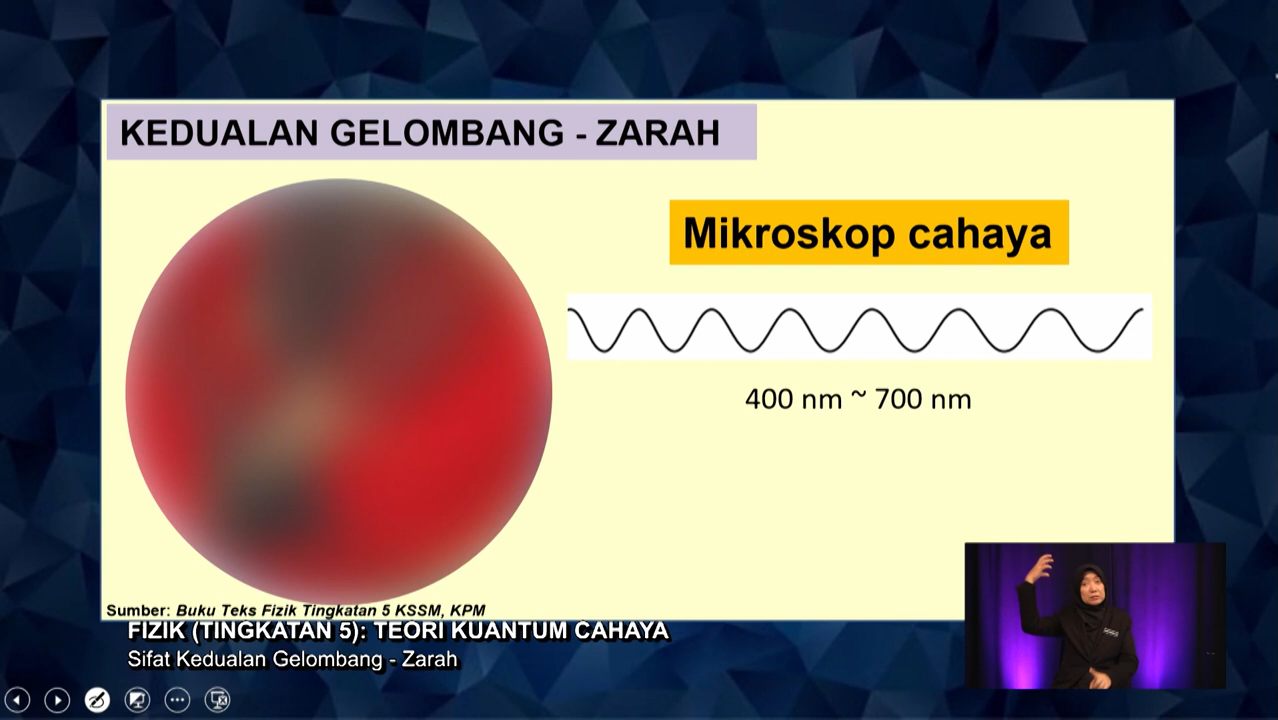 KEDUALAN GELOMBANG - ZARAH
Mikroskop cahaya
400 nm ~ 700 nm
Sumber: Buku Teks Fizik Tingkatan 5 KSSM, KPM
FIZIK (TINGKATAN 5): TEORI KUANTUM CAHAYA
Sifat Kedualan Gelombang - Zarah